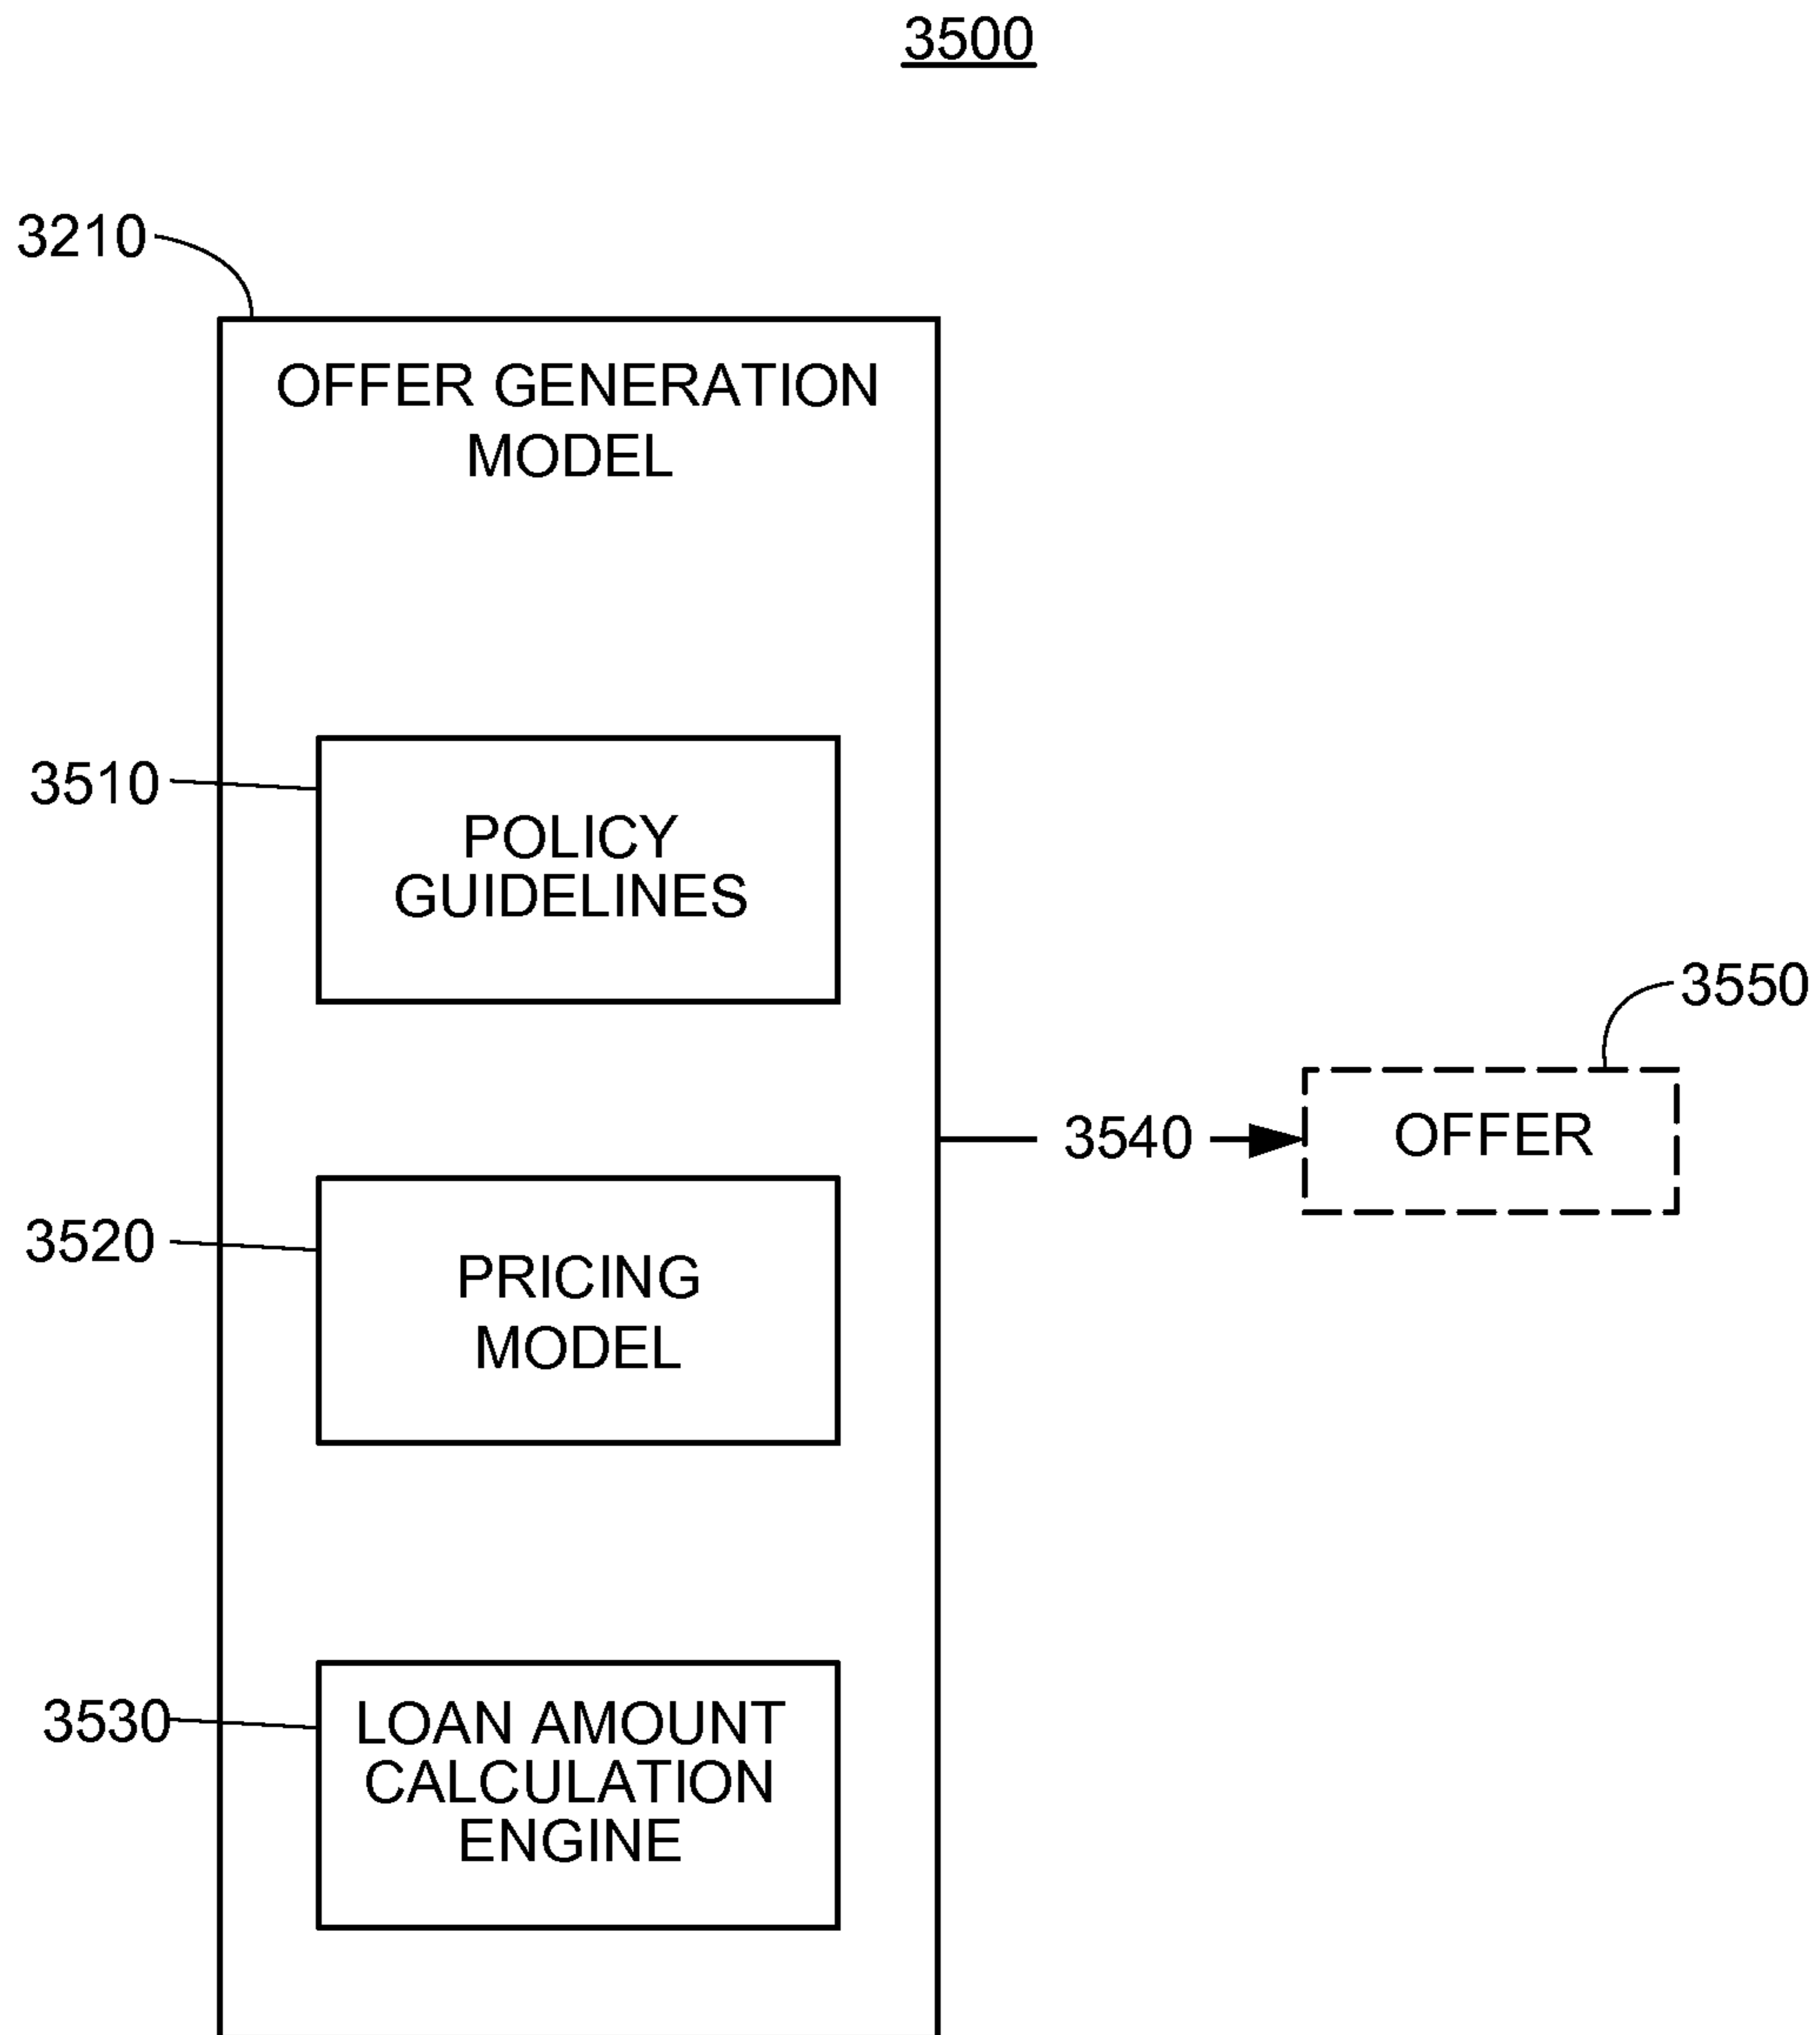 3500
3210
OFFER GENERATION
MODEL
3510
POLICY
GUIDELINES
3550
3540
OFFER
3520
PRICING
MODEL
3530
LOAN AMOUNT
CALCULATION
ENGINE